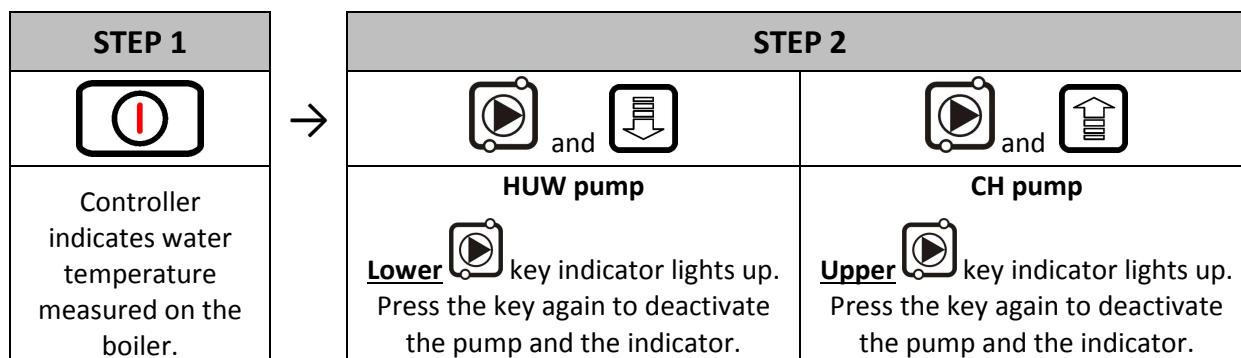 STEP 1
STEP 2
→
and
and
Controller
indicates water
temperature
measured on the
boiler.
HUW pump
Lower key indicator lights up.
Press the key again to deactivate
the pump and the indicator.
CH pump
Upper key indicator lights up.
Press the key again to deactivate
the pump and the indicator.